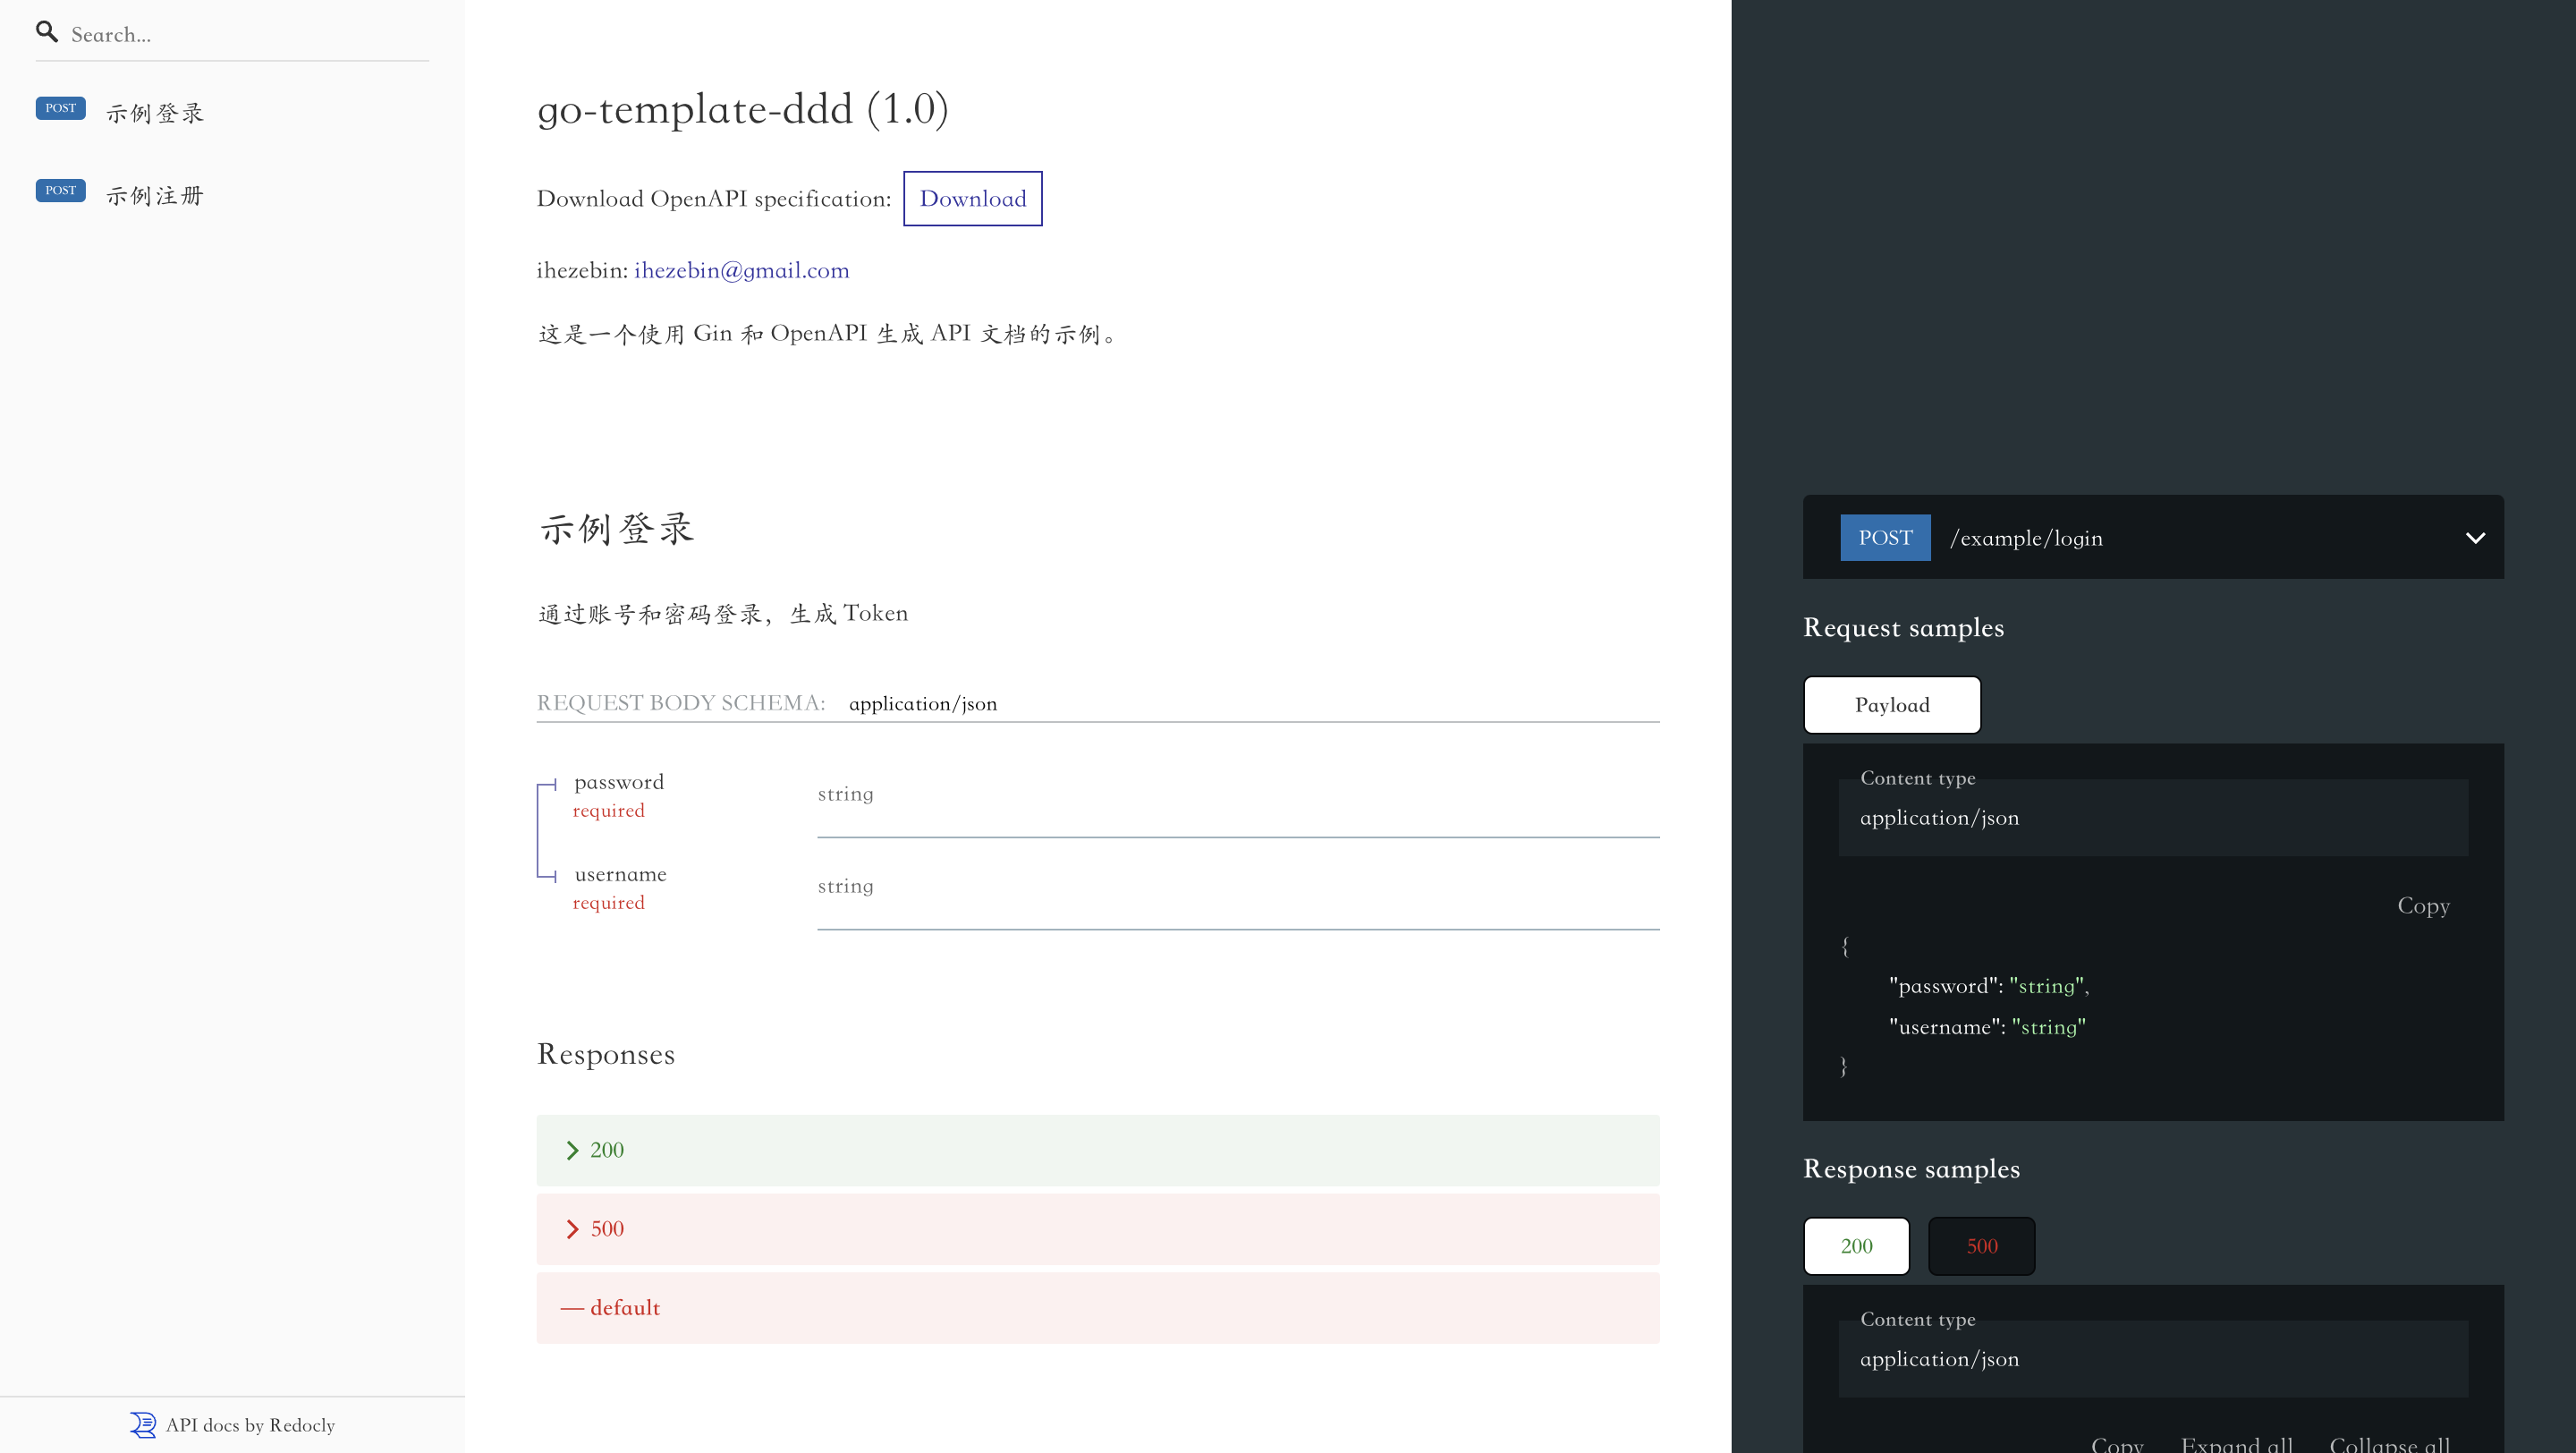 Search...
POST 示例登录
POST 示例注册
API docs by Redocly
go-template-ddd (1.0)
Download OpenAPI specification: Download
ihezebin: ihezebin@gmail.com
这是一个使用 Gin 和 OpenAPI 生成 API 文档的示例。
示例登录
通过账号和密码登录，生成 Token
REQUEST BODY SCHEMA: application/json
password
required
string
username
required
string
Responses
200
500
— default
POST /example/login
Request samples
Payload
Content type
application/json
Copy
{
"password": "string",
"username": "string"
}
Response samples
200 500
Content type
application/json
Copy Expand all Collapse all